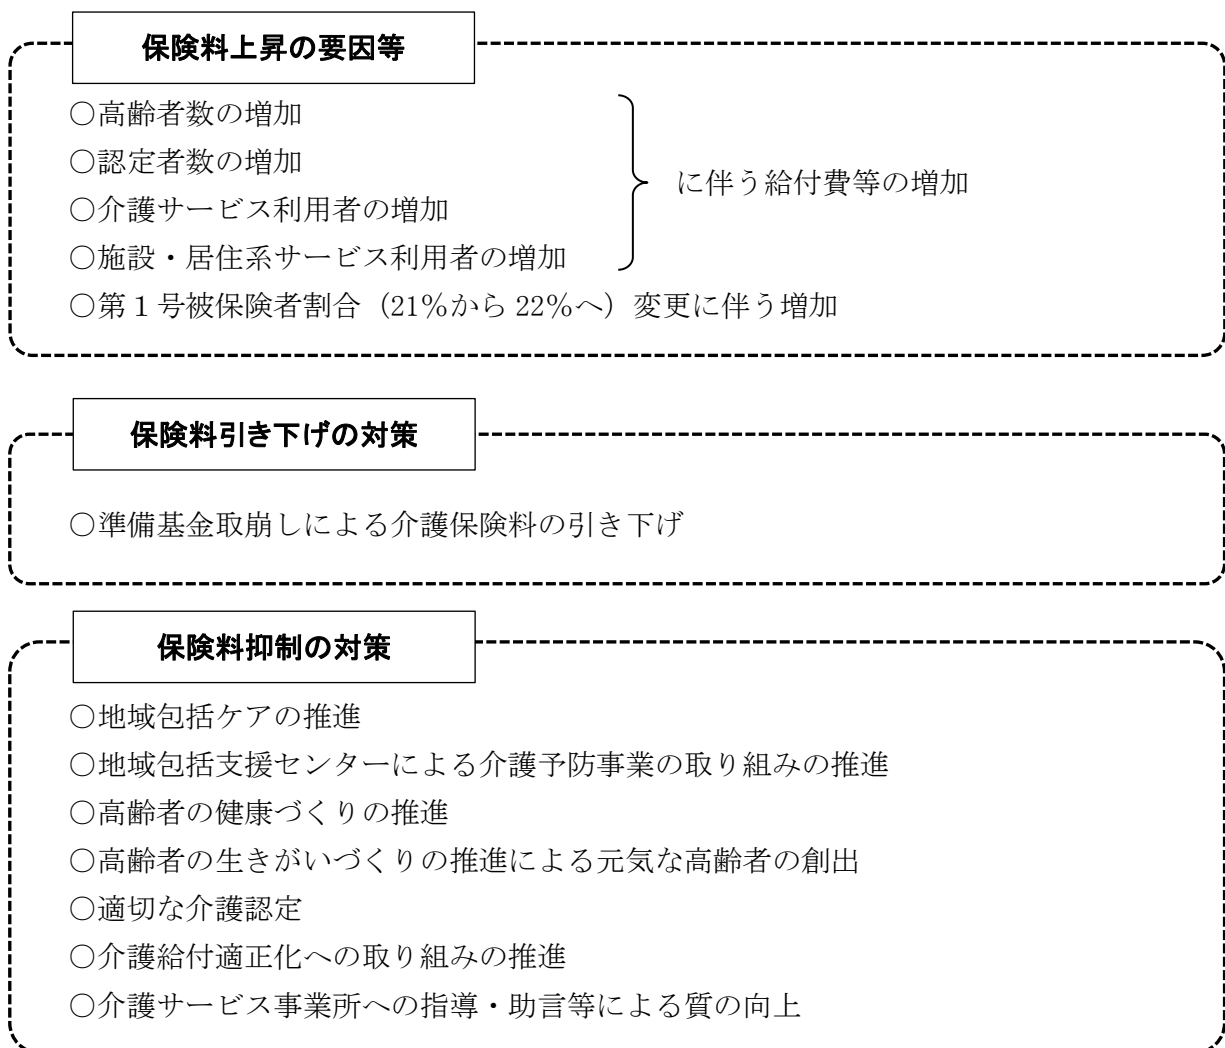 保険料上昇の要因等
○高齢者数の増加
○認定者数の増加
○介護サービス利用者の増加
○施設・居住系サービス利用者の増加
に伴う給付費等の増加
○第１号被保険者割合（21％から 22％へ）変更に伴う増加
保険料引き下げの対策
○準備基金取崩しによる介護保険料の引き下げ
保険料抑制の対策
○地域包括ケアの推進
○地域包括支援センターによる介護予防事業の取り組みの推進
○高齢者の健康づくりの推進
○高齢者の生きがいづくりの推進による元気な高齢者の創出
○適切な介護認定
○介護給付適正化への取り組みの推進
○介護サービス事業所への指導・助言等による質の向上